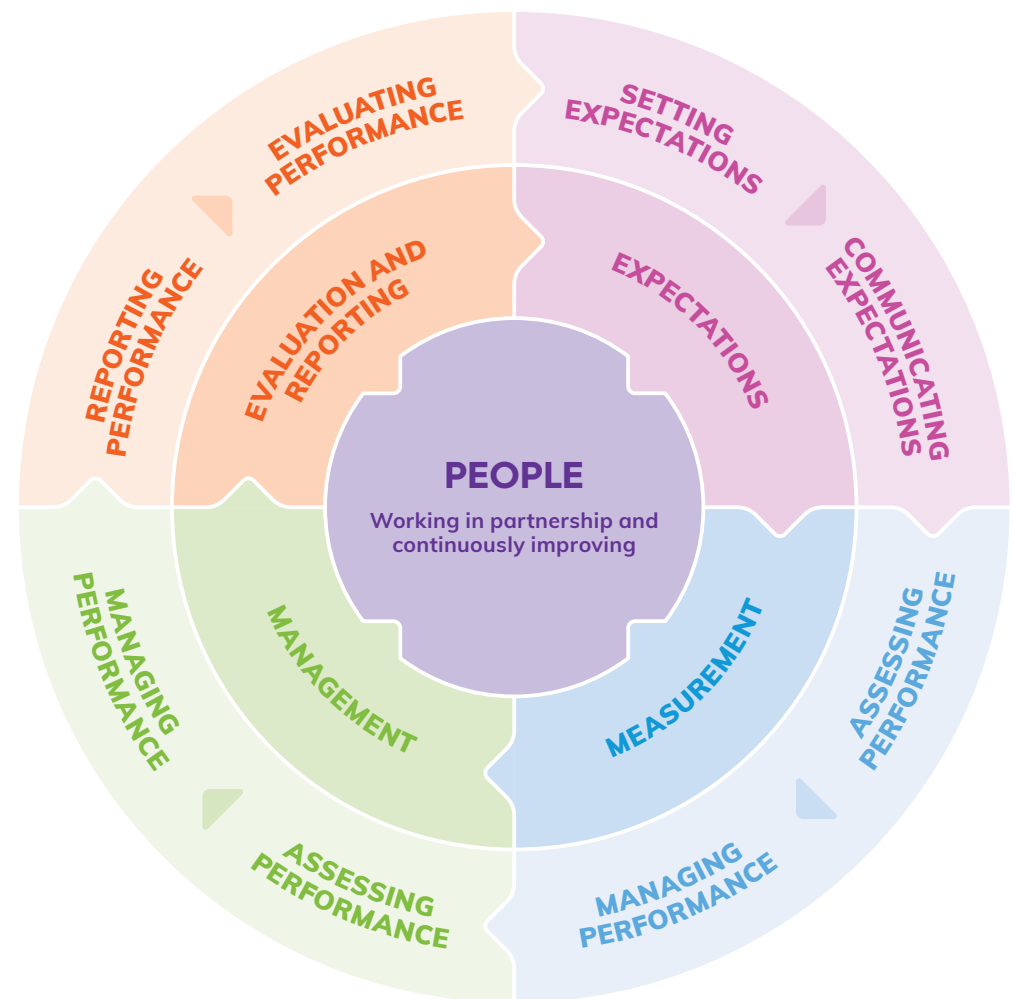 EVALUATING
PERFORMANCE
SETTING
EXPECTATIONS
COMMUNICATING
EXPECTATIONS
REPORTING
PERFORMANCE
EVALUATION AND
REPORTING
EXPECTATIONS
PEOPLE
Working in partnership and
continuously improving
MANAGEMENT
MEASUREMENT
ASSESSING
PERFORMANCE
MANAGING
PERFORMANCE
ASSESSING
PERFORMANCE
MANAGING
PERFORMANCE